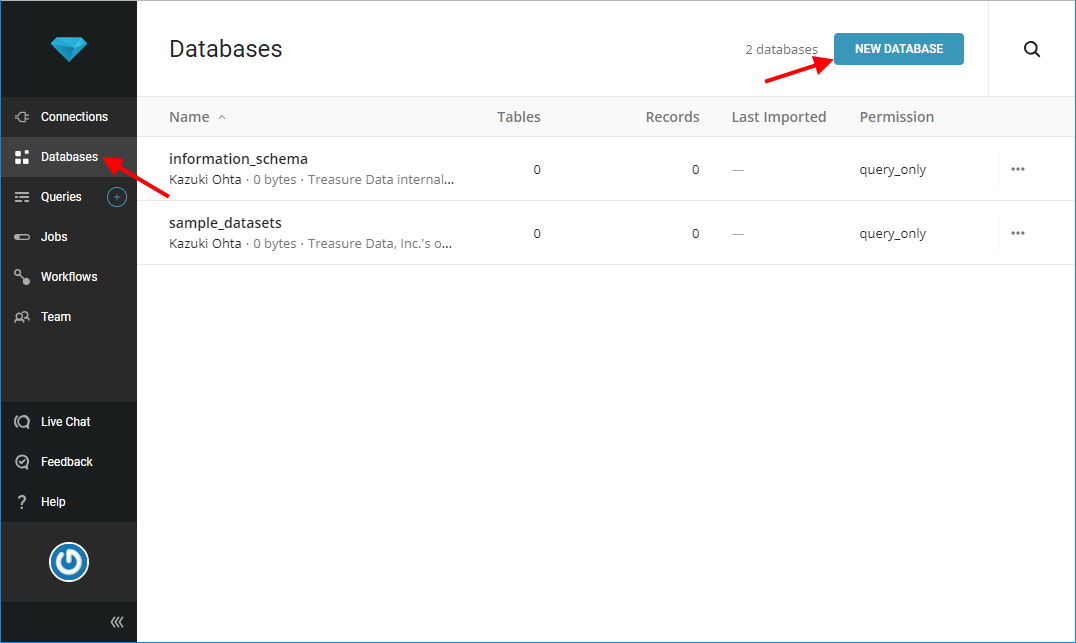 Databases
2 databases
NEW DATABASE
Connections
Databases
Queries
Jobs
Workflows
Team
Live Chat
Feedback
Help
Name Tables Records Last Imported Permission
information_schema
Kazuki Ohta · 0 bytes · Treasure Data internal...
0 0 — query_only
sample_datasets
Kazuki Ohta · 0 bytes · Treasure Data, Inc.'s o...
0 0 — query_only